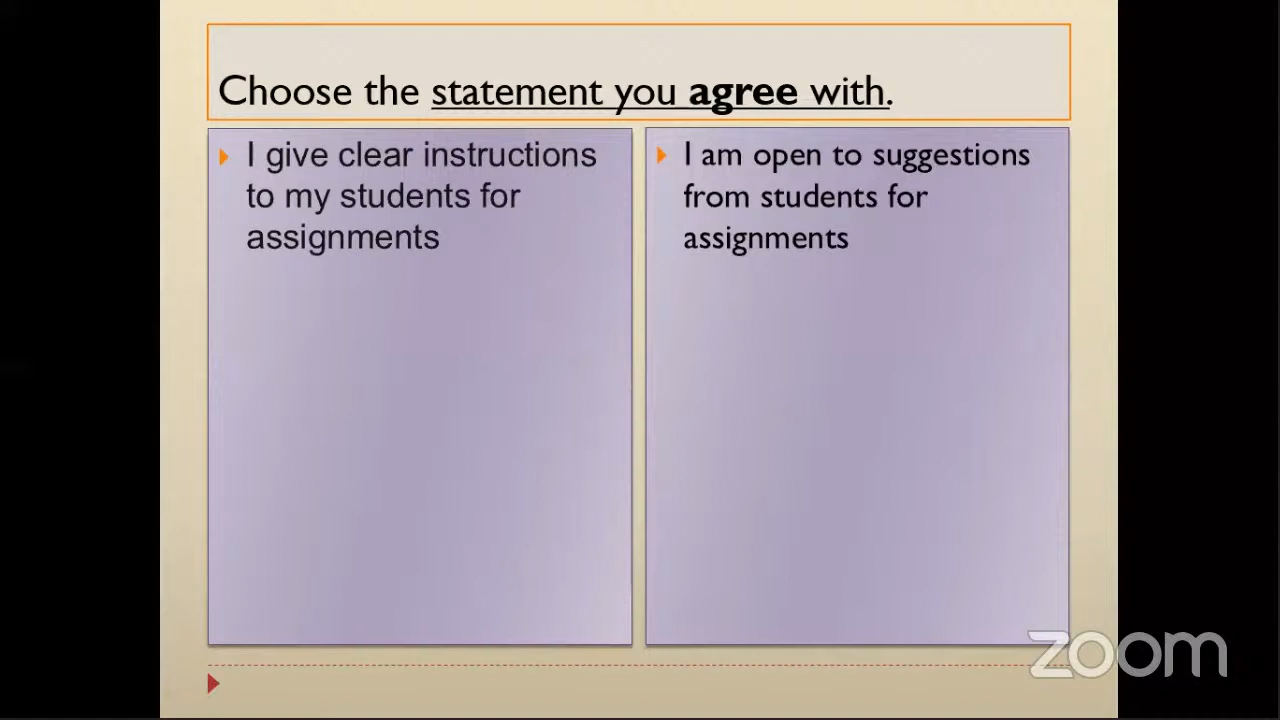 Choose the statement you agree with.
I give clear instructions
to my students for
assignments
I am open to suggestions
from students for
assignments
zoom